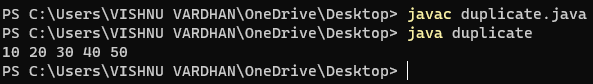 PS C:\Users\VISHNU VARDHAN\OneDrive\Desktop> javac duplicate.java
PS C:\Users\VISHNU VARDHAN\OneDrive\Desktop> java duplicate
10 20 30 40 50
PS C:\Users\VISHNU VARDHAN\OneDrive\Desktop>